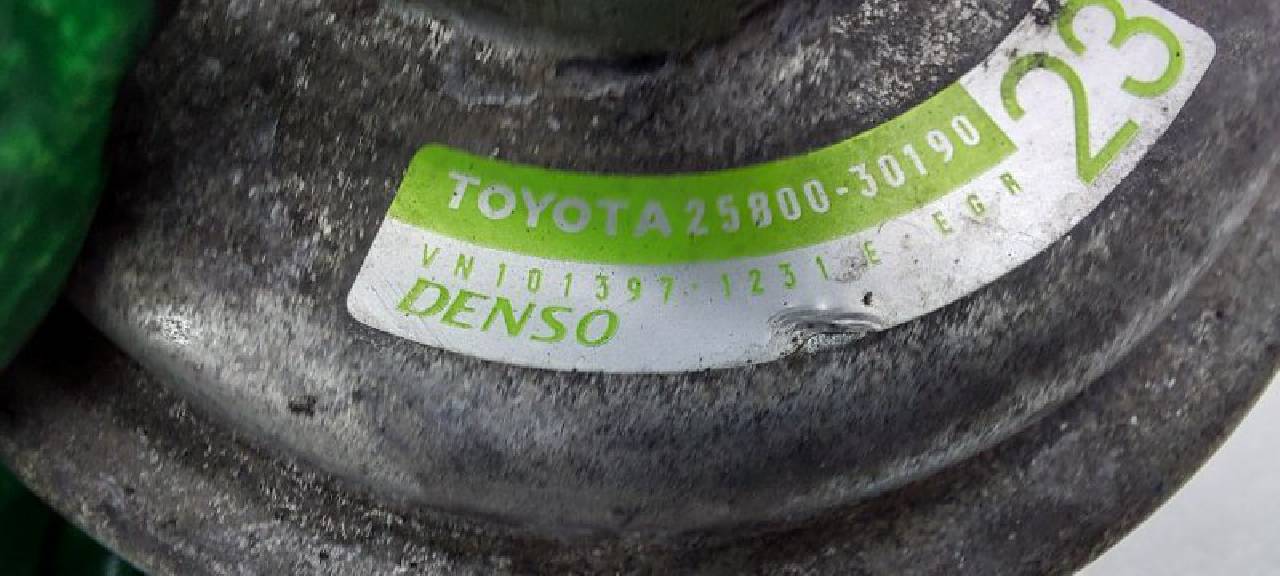 TOYOTA 25800-30190
23
VN101397-1231 E EGR
DENSO